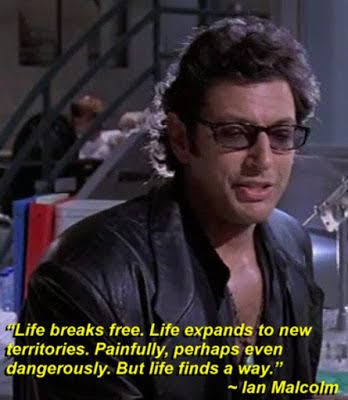 “Life breaks free. Life expands to new
territories. Painfully, perhaps even
dangerously. But life finds a way.”
~ Ian Malcolm